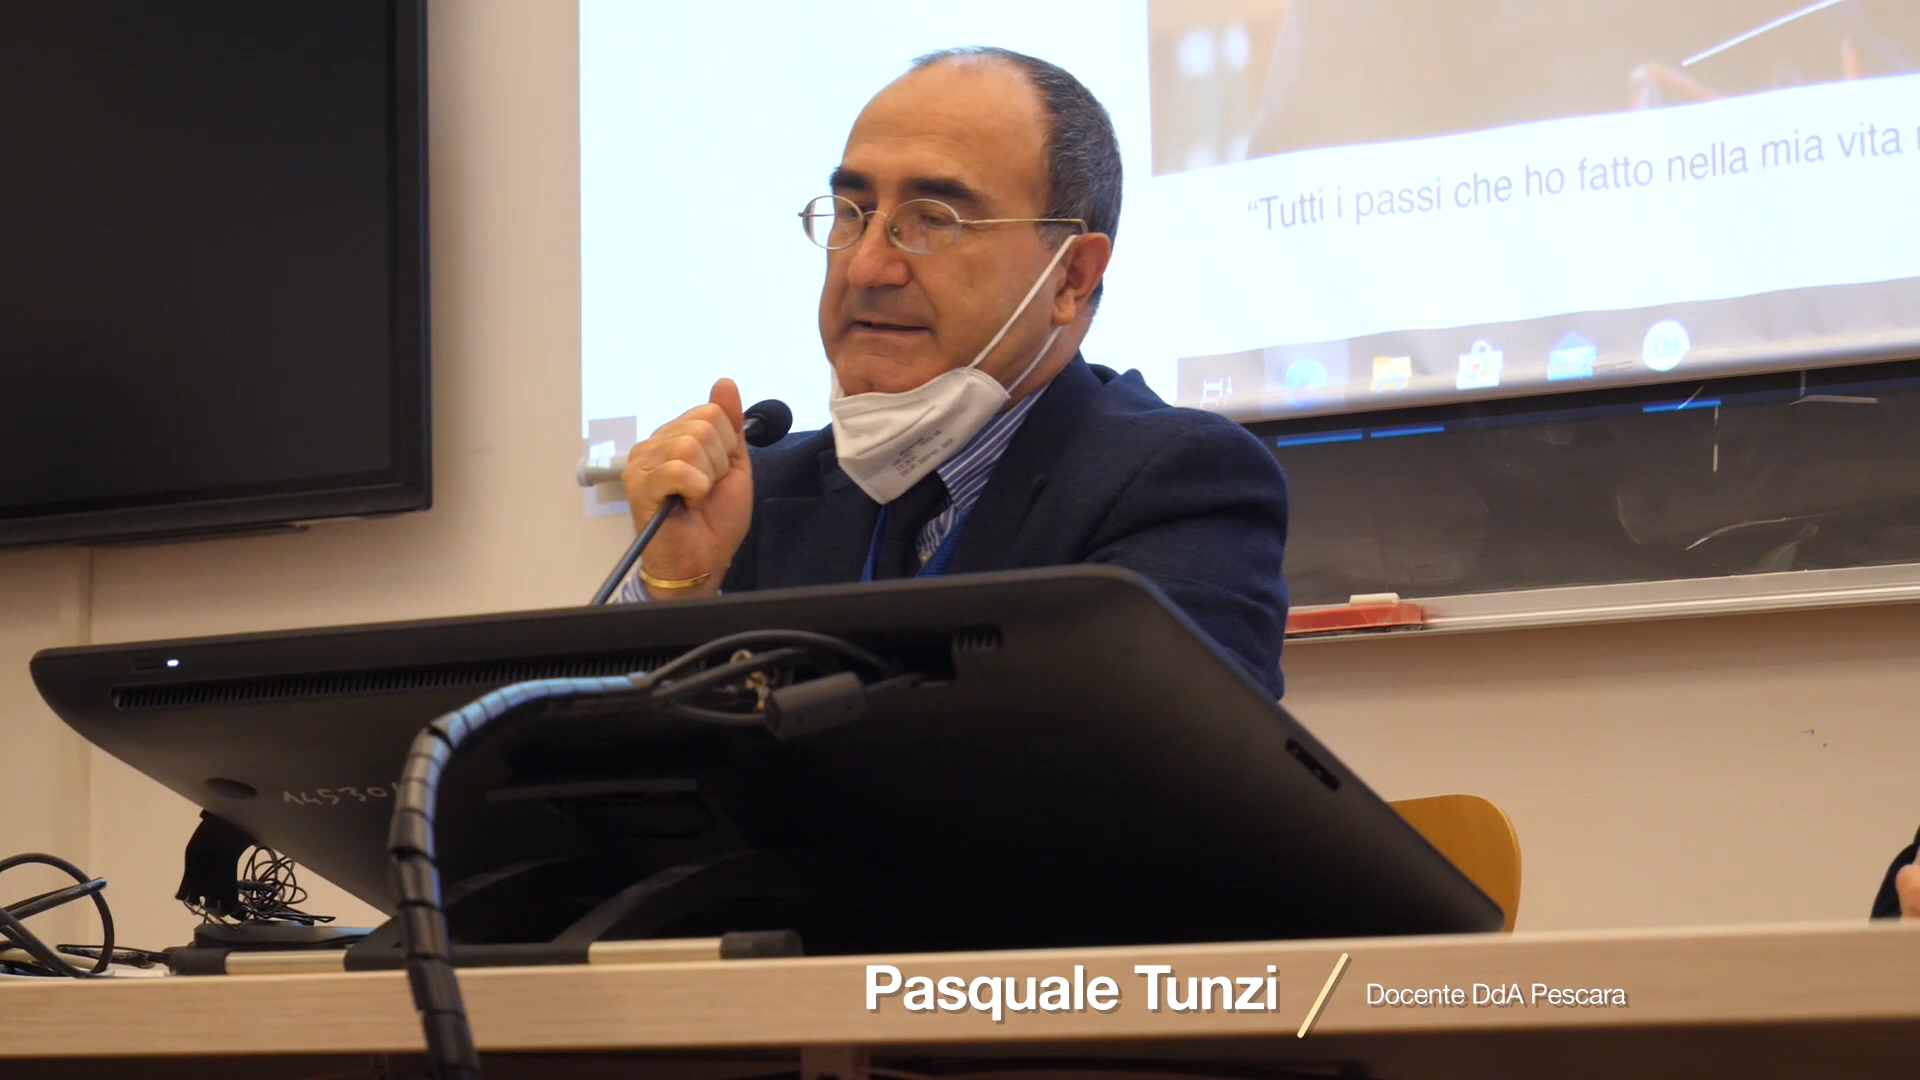 “Tutti i passi che ho fatto nella mia vita
Pasquale Tunzi
Docente DdA Pescara